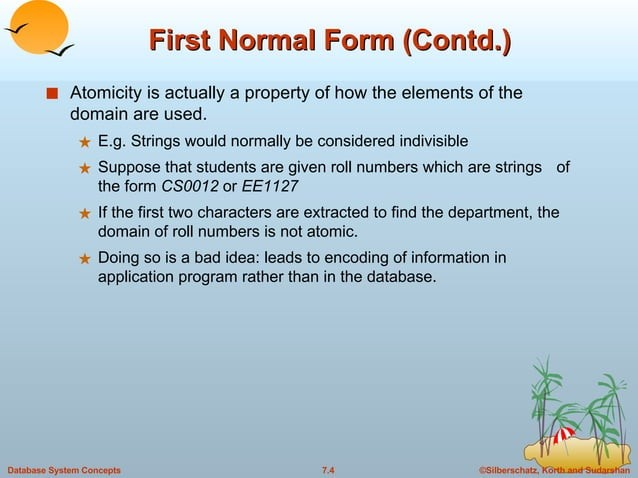 First Normal Form (Contd.)
Atomicity is actually a property of how the elements of the
domain are used.
E.g. Strings would normally be considered indivisible
Suppose that students are given roll numbers which are strings of
the form CS0012 or EE1127
If the first two characters are extracted to find the department, the
domain of roll numbers is not atomic.
Doing so is a bad idea: leads to encoding of information in
application program rather than in the database.
Database System Concepts
7.4
©Silberschatz, Korth and Sudarshan